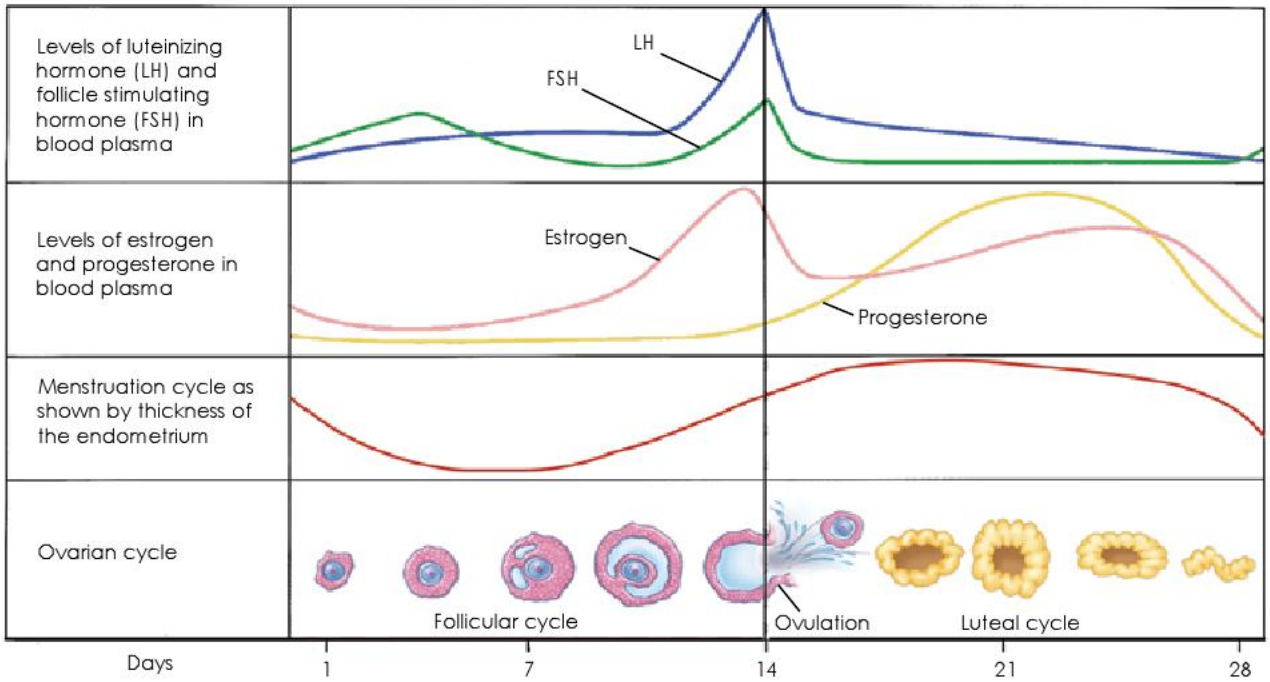 Levels of luteinizing
hormone (LH) and
follicle stimulating
hormone (FSH) in
blood plasma
LH
FSH
Levels of estrogen
and progesterone in
blood plasma
Estrogen
Progesterone
Menstruation cycle as
shown by thickness of
the endometrium
Ovarian cycle
Follicular cycle
Ovulation
Luteal cycle
Days
1
7
14
21
28